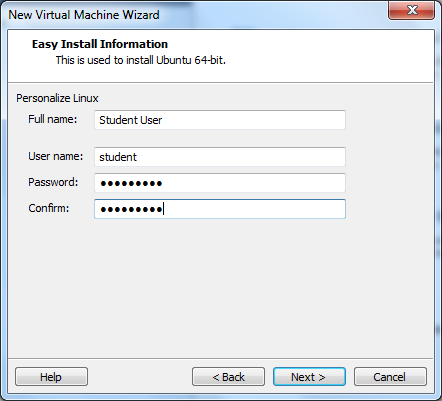 New Virtual Machine Wizard
Easy Install Information
This is used to install Ubuntu 64-bit.
Personalize Linux
Full name: Student User
User name: student
Password: ●●●●●●●●●
Confirm: ●●●●●●●●●
Help < Back Next > Cancel